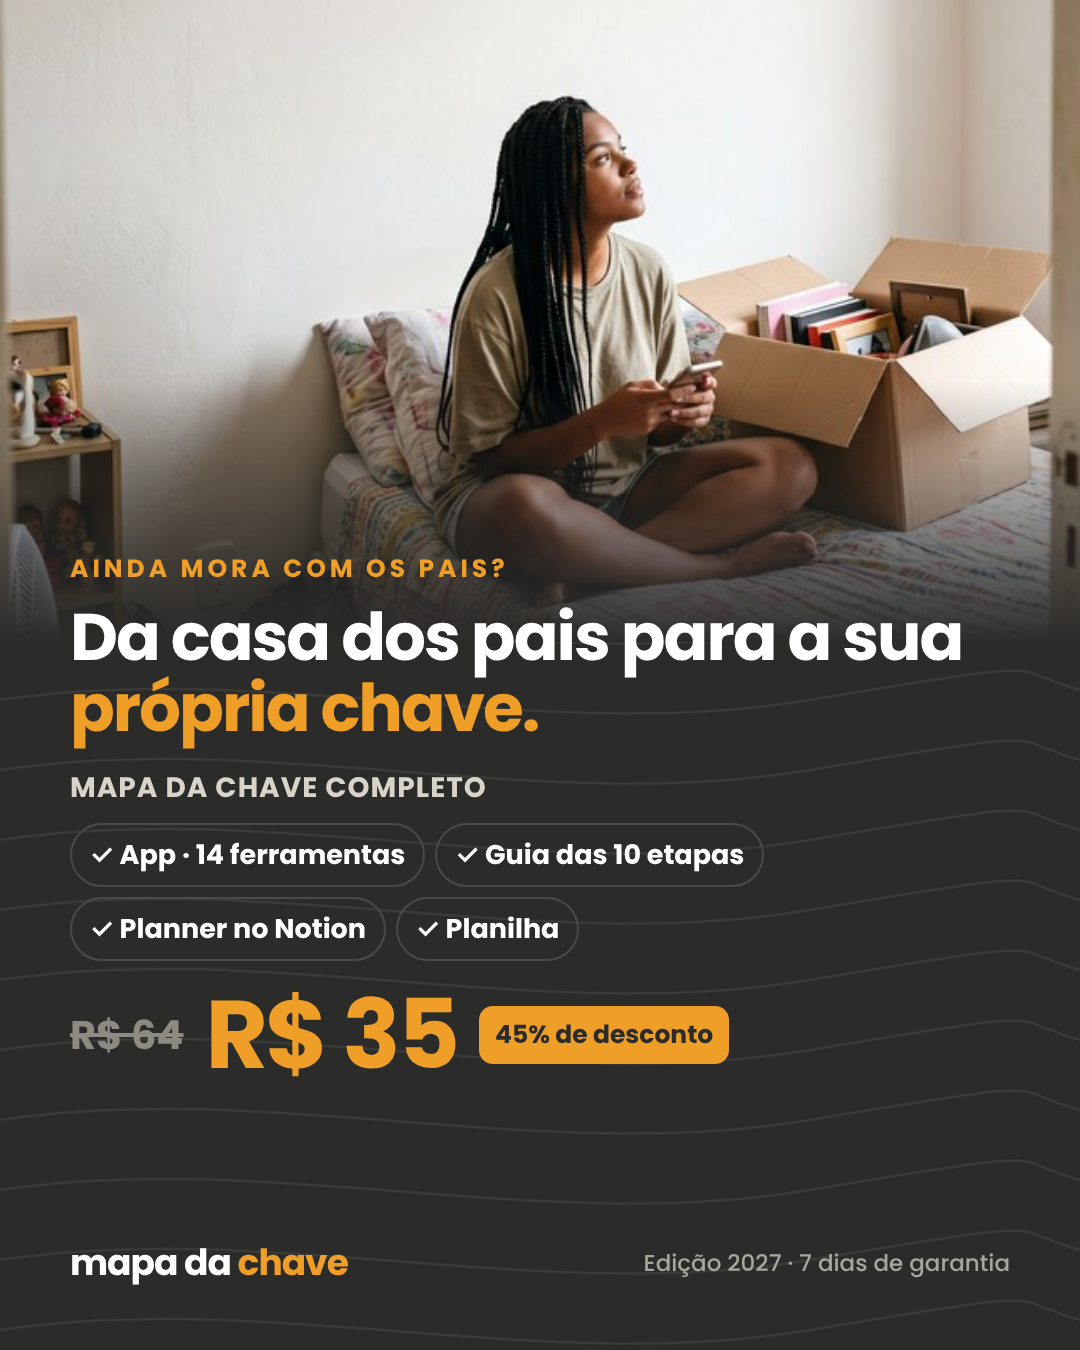 AINDA MORA COM OS PAIS?
Da casa dos pais para a sua
própria chave.
MAPA DA CHAVE COMPLETO
✓ App · 14 ferramentas
✓ Guia das 10 etapas
✓ Planner no Notion
✓ Planilha
R$ 64
R$ 35
45% de desconto
mapa da chave
Edição 2027 · 7 dias de garantia